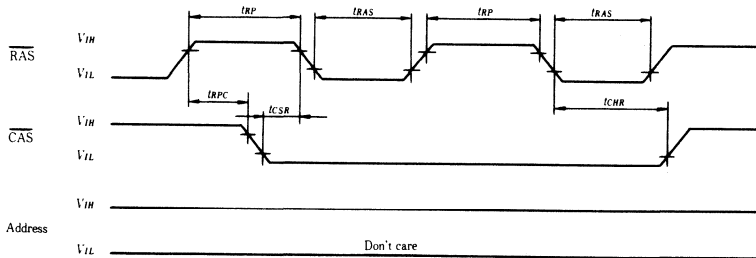 tRP tRAS tRP tRAS
VIH
RAS
VIL
tRPC tCSR tCHR
VIH
CAS
VIL
VIH
Address
VIL Don't care